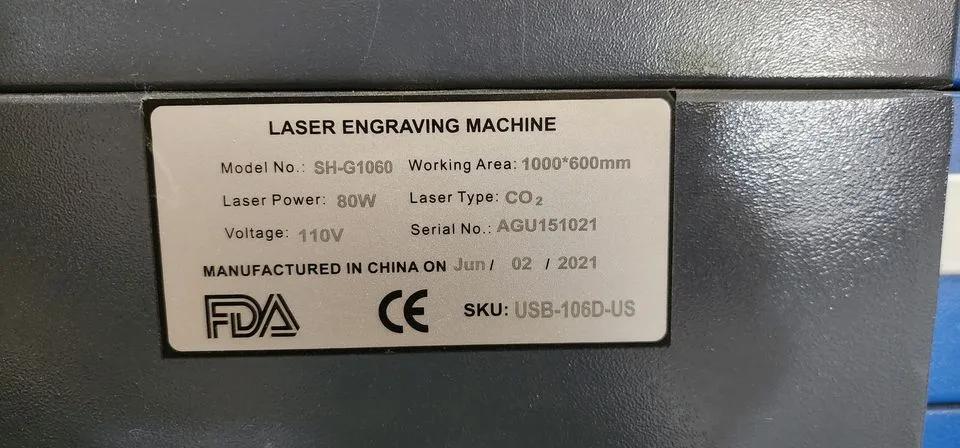 LASER ENGRAVING MACHINE
Model No.: SH-G1060 Working Area: 1000*600mm
Laser Power: 80W Laser Type: CO₂
Voltage: 110V Serial No.: AGU151021
MANUFACTURED IN CHINA ON Jun / 02 / 2021
FDA CE SKU: USB-106D-US